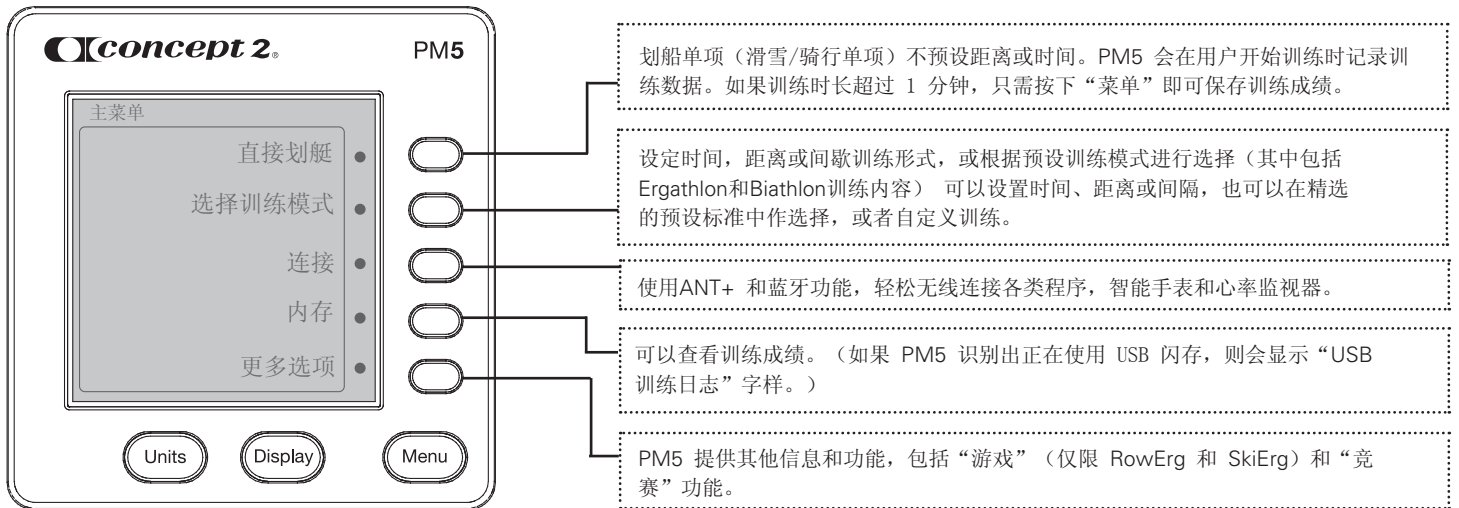 concept 2®
PM5
主菜单
直接划艇
选择训练模式
连接
内存
更多选项
Units
Display
Menu
划船单项（滑雪/骑行单项）不预设距离或时间。PM5 会在用户开始训练时记录训
练数据。如果训练时长超过 1 分钟，只需按下“菜单”即可保存训练成绩。
设定时间，距离或间歇训练形式，或根据预设训练模式进行选择（其中包括
Ergathlon和Biathlon训练内容） 可以设置时间、距离或间隔，也可以在精选
的预设标准中作选择，或者自定义训练。
使用ANT+ 和蓝牙功能，轻松无线连接各类程序，智能手表和心率监视器。
可以查看训练成绩。（如果 PM5 识别出正在使用 USB 闪存，则会显示“USB
训练日志”字样。）
PM5 提供其他信息和功能，包括“游戏”（仅限 RowErg 和 SkiErg）和“竞
赛”功能。